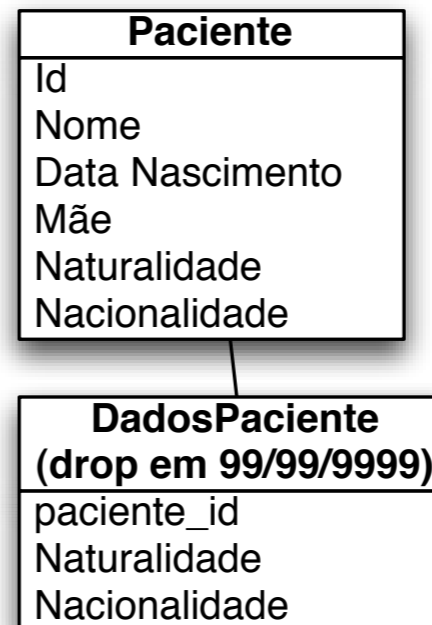 Paciente
Id
Nome
Data Nascimento
Mãe
Naturalidade
Nacionalidade
DadosPaciente
(drop em 99/99/9999)
paciente_id
Naturalidade
Nacionalidade